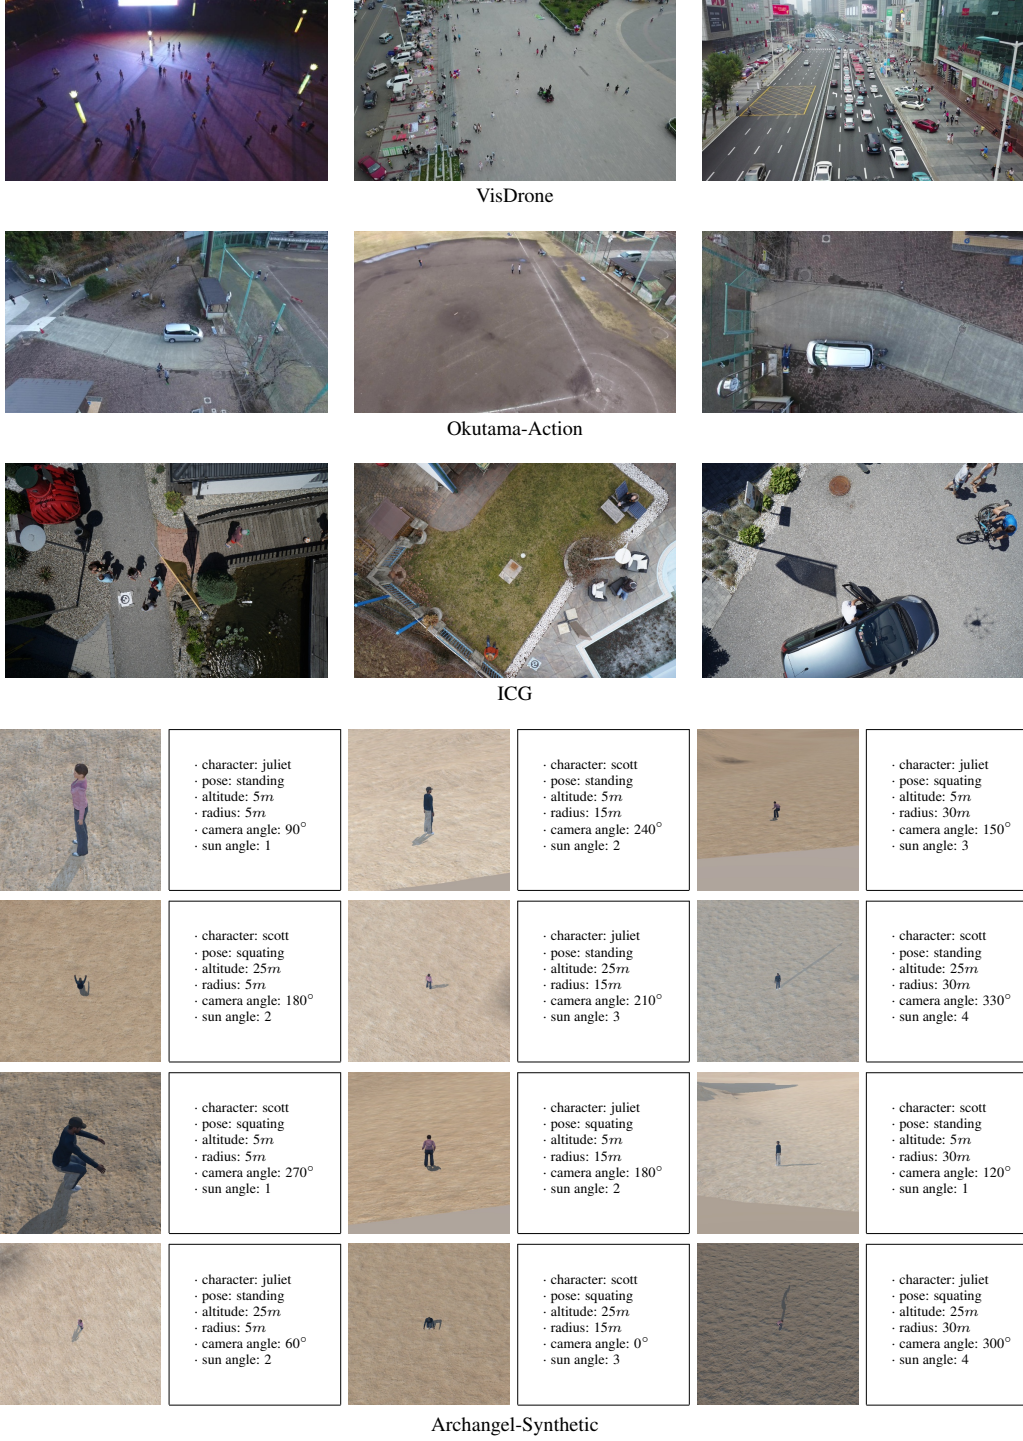 VisDrone
Okutama-Action
ICG
· character: juliet
· pose: standing
· altitude: 5m
· radius: 5m
· camera angle: 90°
· sun angle: 1
· character: scott
· pose: standing
· altitude: 5m
· radius: 15m
· camera angle: 240°
· sun angle: 2
· character: juliet
· pose: squating
· altitude: 5m
· radius: 30m
· camera angle: 150°
· sun angle: 3
· character: scott
· pose: squating
· altitude: 25m
· radius: 5m
· camera angle: 180°
· sun angle: 2
· character: juliet
· pose: standing
· altitude: 25m
· radius: 15m
· camera angle: 210°
· sun angle: 3
· character: scott
· pose: standing
· altitude: 25m
· radius: 30m
· camera angle: 330°
· sun angle: 4
· character: scott
· pose: squating
· altitude: 5m
· radius: 5m
· camera angle: 270°
· sun angle: 1
· character: juliet
· pose: squating
· altitude: 5m
· radius: 15m
· camera angle: 180°
· sun angle: 2
· character: scott
· pose: standing
· altitude: 5m
· radius: 30m
· camera angle: 120°
· sun angle: 1
· character: juliet
· pose: standing
· altitude: 25m
· radius: 5m
· camera angle: 60°
· sun angle: 2
· character: scott
· pose: squating
· altitude: 25m
· radius: 15m
· camera angle: 0°
· sun angle: 3
· character: juliet
· pose: squating
· altitude: 25m
· radius: 30m
· camera angle: 300°
· sun angle: 4
Archangel-Synthetic